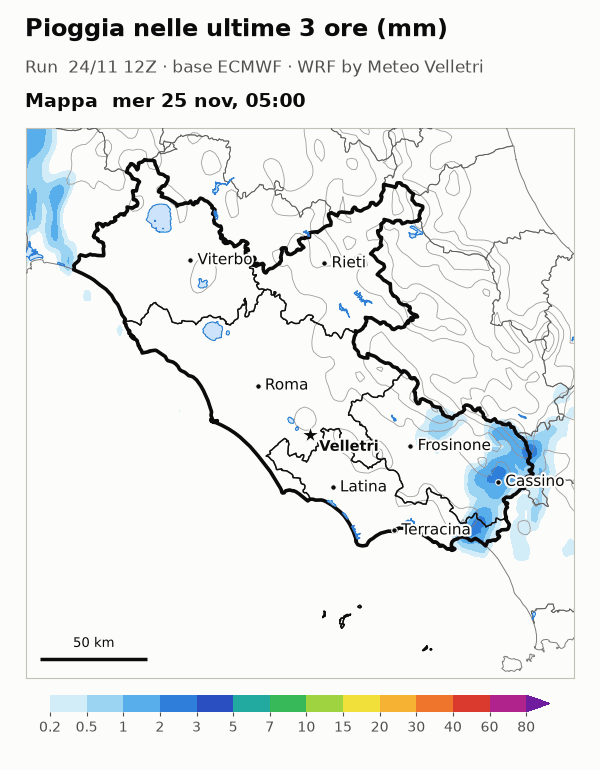 Pioggia nelle ultime 3 ore (mm)
Run  24/11 12Z · base ECMWF · WRF by Meteo Velletri
Mappa  mer 25 nov, 05:00
Viterbo
Rieti
Roma
Velletri
Frosinone
Latina
Cassino
Terracina
50 km
0.2 0.5 1 2 3 5 7 10 15 20 30 40 60 80